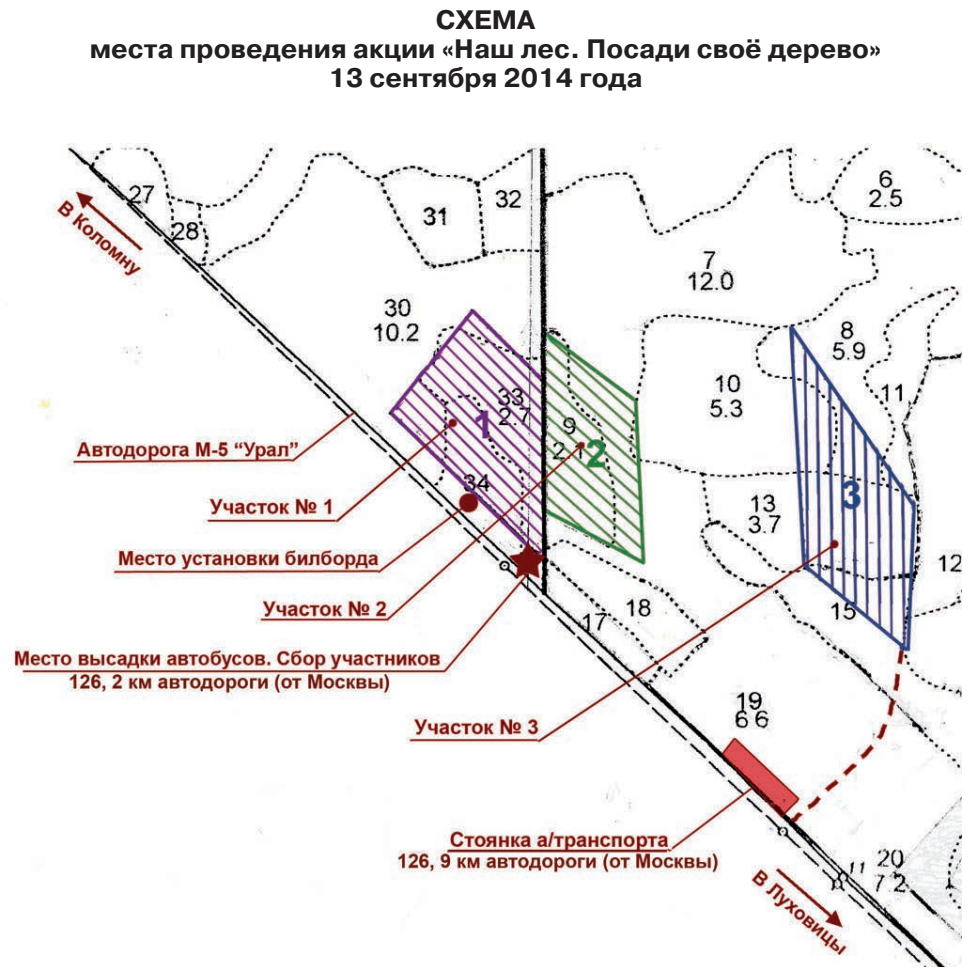 СХЕМА
места проведения акции «Наш лес. Посади своё дерево»
13 сентября 2014 года
27
28
В Коломну
31
32
6
2.5
7
12.0
30
10.2
8
5.9
10
5.3
11
33
2.7
1
9
2.1
2
3
Автодорога М-5 “Урал”
34
13
3.7
Участок № 1
Место установки билборда
12
Участок № 2
17
18
15
Место высадки автобусов. Сбор участников
126, 2 км автодороги (от Москвы)
19
6 6
Участок № 3
Стоянка а/транспорта
126, 9 км автодороги (от Москвы)
11
20
7 2
В Луховицы